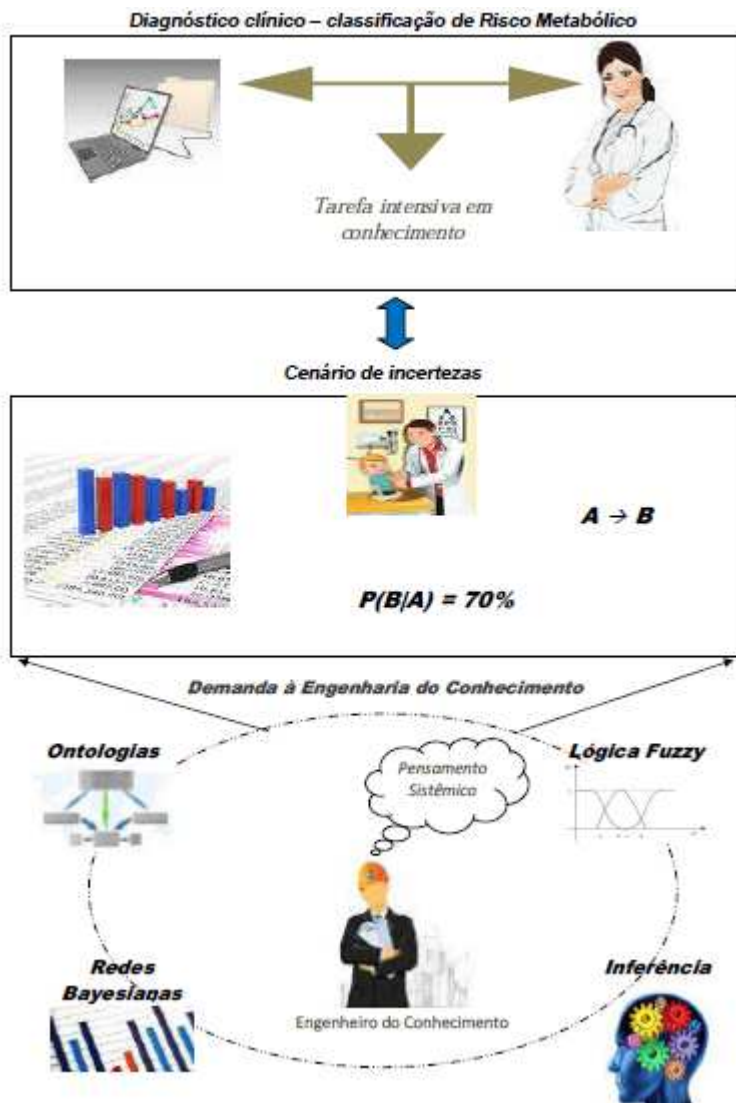 Diagnóstico clínico – classificação de Risco Metabólico
Tarefa intensiva em
conhecimento
Cenário de incertezas
A → B
P(B|A) = 70%
Demanda à Engenharia do Conhecimento
Ontologias
Lógica Fuzzy
Pensamento
Sistêmico
Redes
Bayesianas
Inferência
Engenheiro do Conhecimento